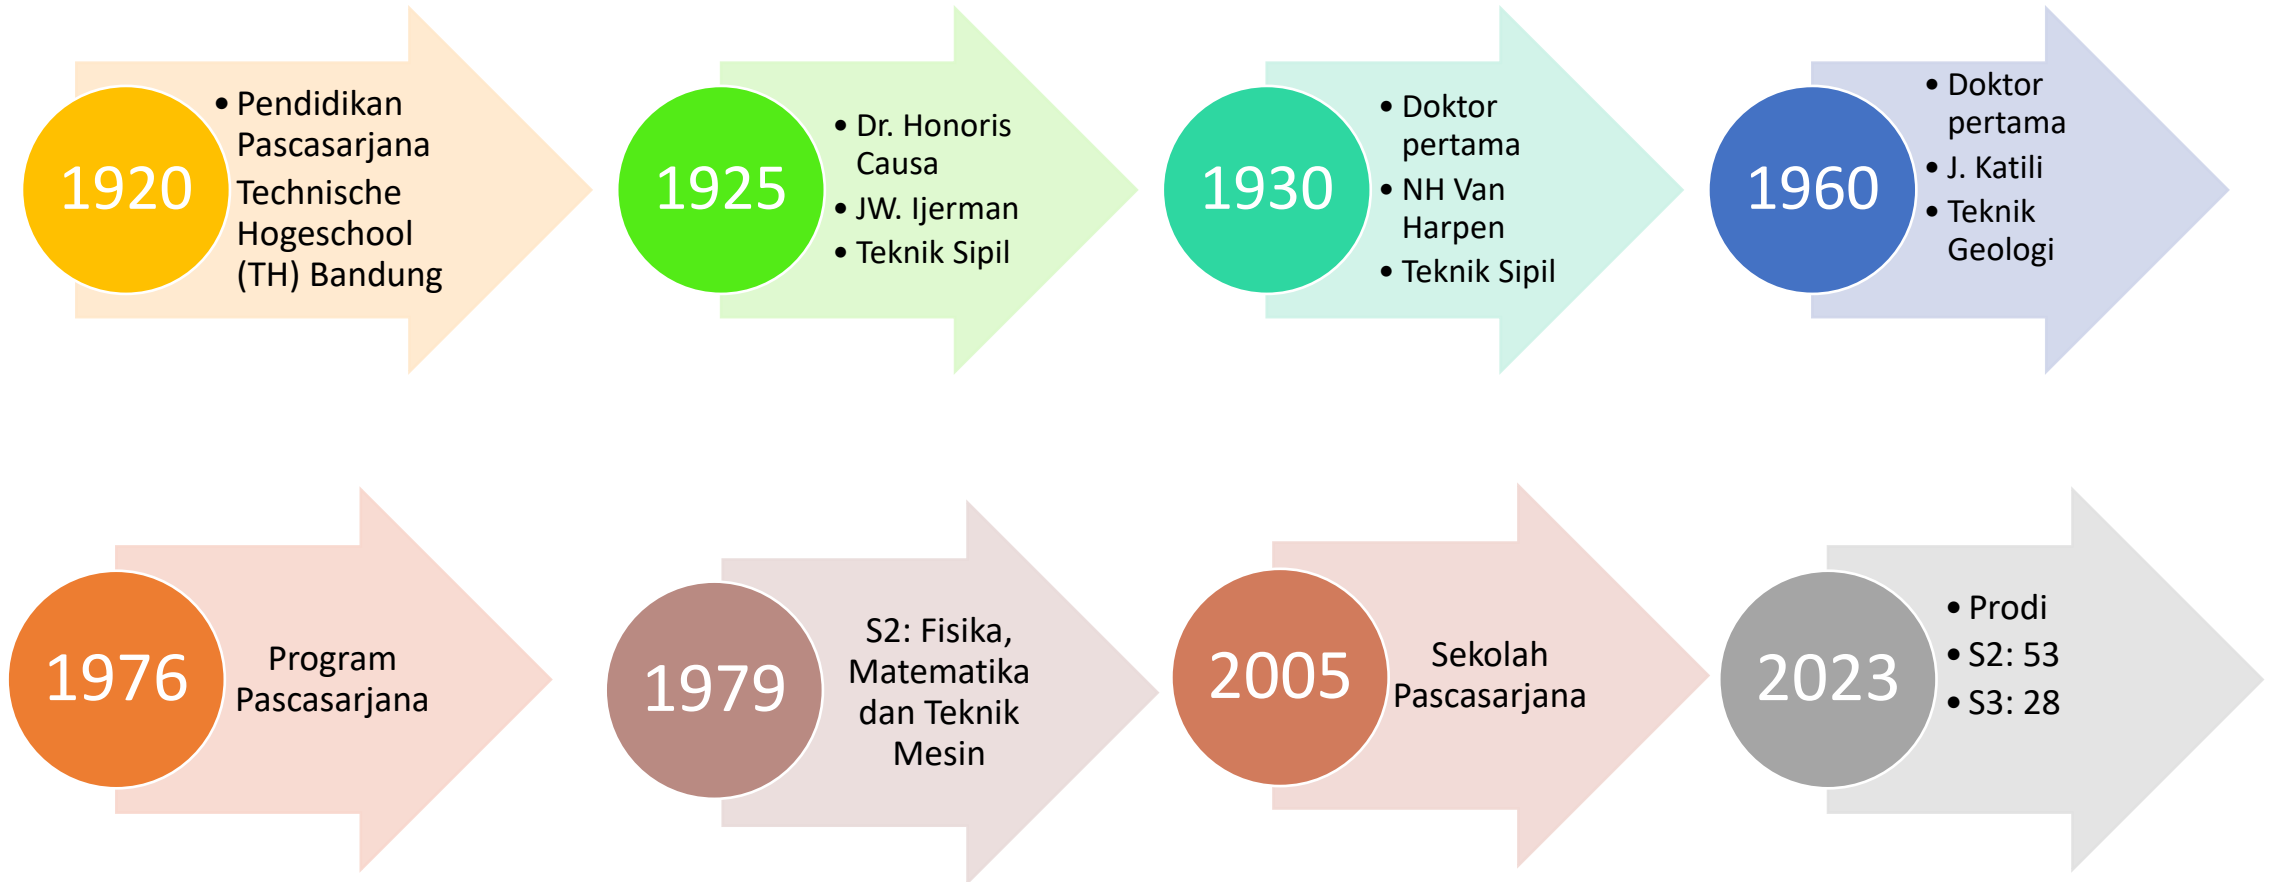 1920
• Pendidikan
Pascasarjana
Technische
Hogeschool
(TH) Bandung
1925
• Dr. Honoris
Causa
• JW. Ijerman
• Teknik Sipil
1930
• Doktor
pertama
• NH Van
Harpen
• Teknik Sipil
1960
• Doktor
pertama
• J. Katili
• Teknik
Geologi
1976
Program
Pascasarjana
1979
S2: Fisika,
Matematika
dan Teknik
Mesin
2005
Sekolah
Pascasarjana
2023
• Prodi
• S2: 53
• S3: 28